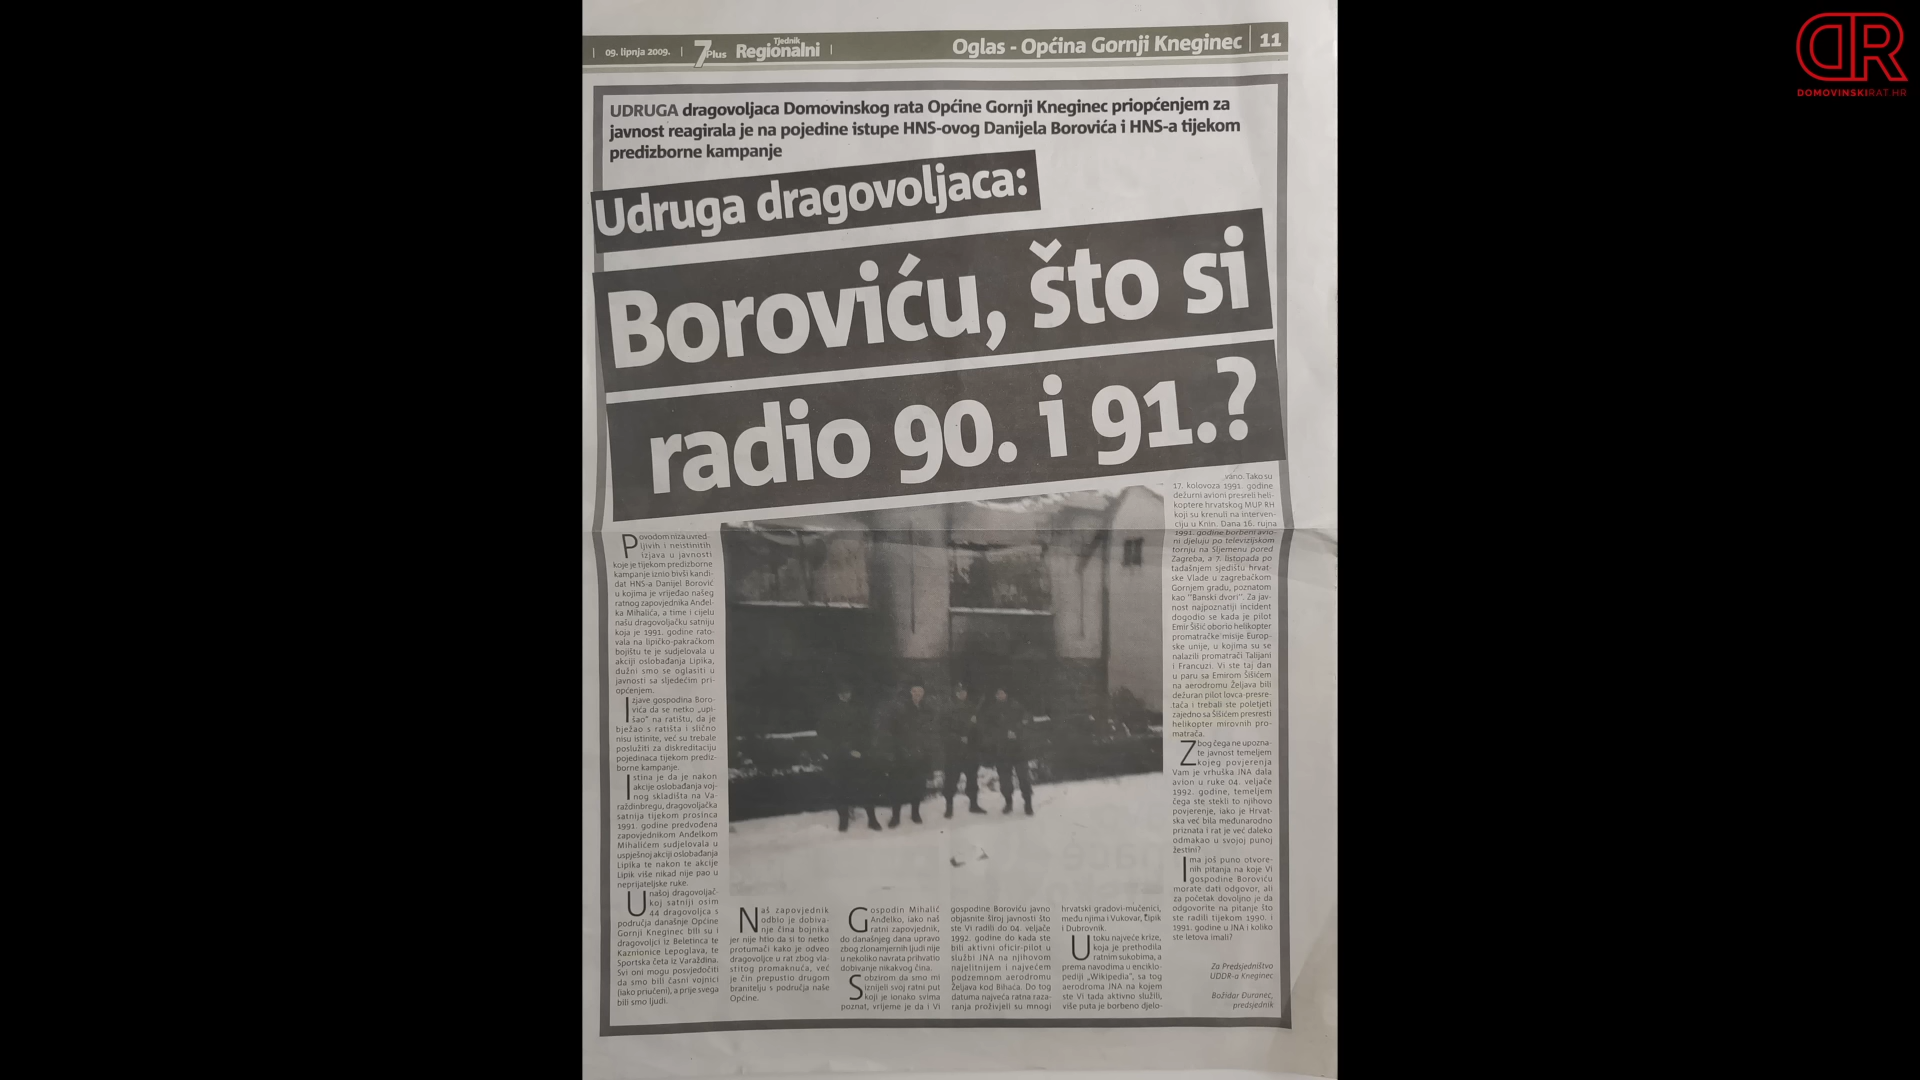 09. lipnja 2009.
7Plus
Tjednik
Regionalni
Oglas - Općina Gornji Kneginec
11
DR
DOMOVINSKIRAT HR
UDRUGA dragovoljaca Domovinskog rata Općine Gornji Kneginec priopćenjem za
javnost reagirala je na pojedine istupe HNS-ovog Danijela Borovića i HNS-a tijekom
predizborne kampanje
Udruga dragovoljaca:
Boroviću, što si
radio 90. i 91.?
Povodom niza uvred-
ljivih i neistinitih
izjava u javnosti
koje je tijekom predizborne
kampanje iznio bivši kandi-
dat HNS-a Danijel Borović
u kojima je vrijeđao našeg
ratnog zapovjednika Anđel-
ka Mihalića, a time i cijelu
našu dragovoljačku satniju
koja je 1991. godine rato-
vala na lipičko-pakračkom
bojištu te je sudjelovala u
akciji oslobađanja Lipika,
dužni smo se oglasiti u
javnosti sa sljedećim pri-
općenjem.
Izjave gospodina Boro-
vića da se netko „upi-
šao" na ratištu, da je
bježao s ratišta i slično
nisu istinite, već su trebale
poslužiti za diskreditaciju
pojedinaca tijekom prediz-
borne kampanje.
Istina je da je nakon
akcije oslobađanja voj-
nog skladišta na Va-
raždinbregu, dragovoljačka
satnija tijekom prosinca
1991. godine predvođena
zapovjednikom Anđelkom
Mihalićem sudjelovala u
uspješnoj akciji oslobađanja
Lipika te nakon te akcije
Lipik više nikad nije pao u
neprijateljske ruke.
U našoj dragovoljač-
koj satniji osim
44 dragovoljca s
područja današnje Općine
Gornji Kneginec bili su i
dragovoljci iz Beletinca te
Kaznionice Lepoglava, te
Sportska četa iz Varaždina.
Svi oni mogu posvjedočiti
da smo bili časni vojnici
(iako priučeni), a prije svega
bili smo ljudi.
Naš zapovjednik
odbio je dobiva-
nje čina bojnika
jer nije htio da si to netko
protumači kako je odveo
dragovoljce u rat zbog vla-
stitog promaknuća, već
je čin prepustio drugom
branitelju s područja naše
Općine.
Gospodin Mihalić
Anđelko, iako naš
ratni zapovjednik,
do današnjeg dana upravo
zbog zlonamjernih ljudi nije
u nekoliko navrata prihvatio
dobivanje nikakvog čina.
S obzirom da smo mi
iznijeli svoj ratni put
koji je ionako svima
poznat, vrijeme je da i Vi
gospodine Boroviću javno
objasnite široj javnosti što
ste Vi radili do 04. veljače
1992. godine do kada ste
bili aktivni oficir-pilot u
službi JNA na njihovom
najelitnijem i najvećem
podzemnom aerodromu
Željava kod Bihaća. Do tog
datuma najveća ratna raza-
ranja proživjeli su mnogi
hrvatski gradovi-mučenici,
među njima i Vukovar, Lipik
i Dubrovnik.
U toku najveće krize,
koja je prethodila
ratnim sukobima, a
prema navodima u enciklo-
pediji „Wikipedia", sa tog
aerodroma JNA na kojem
ste Vi tada aktivno služili,
više puta je borbeno djelo-
vano. Tako su
17. kolovoza 1991. godine
dežurni avioni presreli heli-
koptere hrvatskog MUP RH
koji su krenuli na interven-
ciju u Knin. Dana 16. rujna
1991. godine borbeni avio-
ni djeluju po televizijskom
tornju na Sljemenu pored
Zagreba, a 7. listopada po
tadašnjem sjedištu hrvat-
ske Vlade u zagrebačkom
Gornjem gradu, poznatom
kao "Banski dvori". Za jav-
nost najpoznatiji incident
dogodio se kada je pilot
Emir Šišić oborio helikopter
promatračke misije Europ-
ske unije, u kojima su se
nalazili promatrači Talijani
i Francuzi. Vi ste taj dan
u paru sa Emirom Šišićem
na aerodromu Željava bili
dežuran pilot lovca-presre-
tača i trebali ste poletjeti
zajedno sa Šišićem presresti
helikopter mirovnih pro-
matrača.
Zbog čega ne upozna-
te javnost temeljem
kojeg povjerenja
Vam je vrhuška JNA dala
avion u ruke 04. veljače
1992. godine, temeljem
čega ste stekli to njihovo
povjerenje, iako je Hrvat-
ska već bila međunarodno
priznata i rat je već daleko
odmakao u svojoj punoj
žestini?
Ima još puno otvore-
nih pitanja na koje Vi
gospodine Boroviću
morate dati odgovor, ali
za početak dovoljno je da
odgovorite na pitanje što
ste radili tijekom 1990. i
1991. godine u JNA i koliko
ste letova imali?
Za Predsjedništvo
UDDR-a Kneginec
Božidar Đuranec,
predsjednik